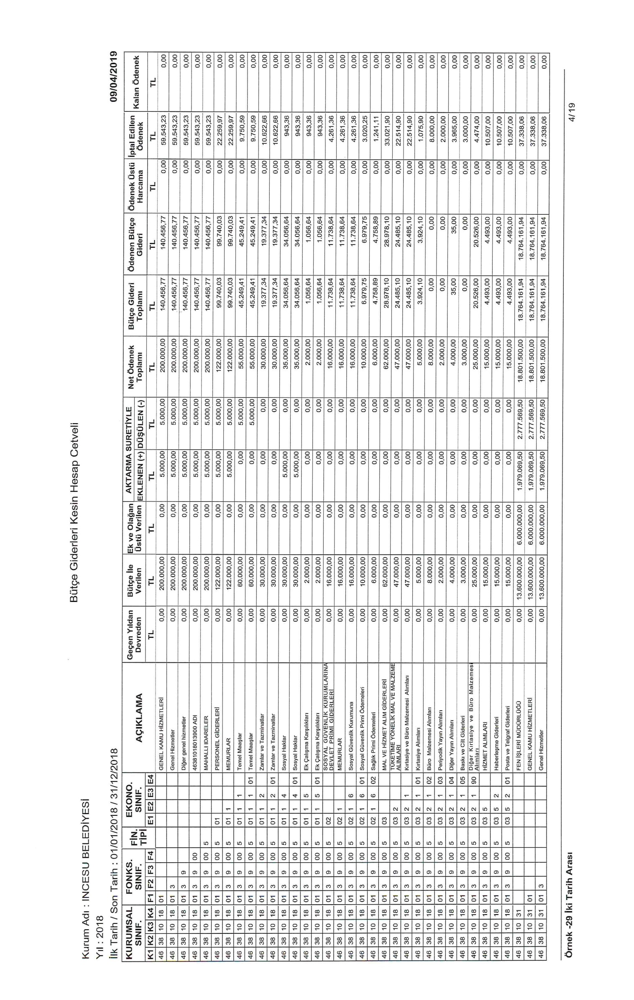 Bütçe Giderleri Kesin Hesap Cetveli
Kurum Adı : INCESU BELEDİYESİ
Yıl : 2018
İlk Tarih / Son Tarih : 01/01/2018 / 31/12/2018 09/04/2019
KURUMSAL SINIF. FONKS. SINIF. FİN. TİPİ EKONO. SINIF. AÇIKLAMA Geçen Yıldan Devreden Bütçe İle Verilen Ek ve Olağan Üstü Verilen AKTARMA SURETİYLE EKLENEN (+) DÜŞÜLEN (-) Net Ödenek Toplamı Bütçe Gideri Toplamı Ödenen Bütçe Gideri Ödenek Üstü Harcama İptal Edilen Ödenek Kalan Ödenek
K1 K2 K3 K4 F1 F2 F3 F4 E1 E2 E3 E4 TL TL TL TL TL TL TL TL TL TL TL
46 38 10 18 01 GENEL KAMU HİZMETLERİ 0,00 200.000,00 0,00 5.000,00 5.000,00 200.000,00 140.456,77 140.456,77 0,00 59.543,23 0,00
46 38 10 18 01 3 Genel Hizmetler 0,00 200.000,00 0,00 5.000,00 5.000,00 200.000,00 140.456,77 140.456,77 0,00 59.543,23 0,00
46 38 10 18 01 3 9 Diğer genel hizmetler 0,00 200.000,00 0,00 5.000,00 5.000,00 200.000,00 140.456,77 140.456,77 0,00 59.543,23 0,00
46 38 10 18 01 3 9 00 46381018013900 ADI 0,00 200.000,00 0,00 5.000,00 5.000,00 200.000,00 140.456,77 140.456,77 0,00 59.543,23 0,00
46 38 10 18 01 3 9 00 5 MAHALLI IDARELER 0,00 200.000,00 0,00 5.000,00 5.000,00 200.000,00 140.456,77 140.456,77 0,00 59.543,23 0,00
46 38 10 18 01 3 9 00 5 01 PERSONEL GİDERLERİ 0,00 122.000,00 0,00 5.000,00 5.000,00 122.000,00 99.740,03 99.740,03 0,00 22.259,97 0,00
46 38 10 18 01 3 9 00 5 01 1 MEMURLAR 0,00 122.000,00 0,00 5.000,00 5.000,00 122.000,00 99.740,03 99.740,03 0,00 22.259,97 0,00
46 38 10 18 01 3 9 00 5 01 1 1 Temel Maaşlar 0,00 60.000,00 0,00 0,00 5.000,00 55.000,00 45.249,41 45.249,41 0,00 9.750,59 0,00
46 38 10 18 01 3 9 00 5 01 1 1 01 Temel Maaşlar 0,00 60.000,00 0,00 0,00 5.000,00 55.000,00 45.249,41 45.249,41 0,00 9.750,59 0,00
46 38 10 18 01 3 9 00 5 01 1 2 Zamlar ve Tazminatlar 0,00 30.000,00 0,00 0,00 0,00 30.000,00 19.377,34 19.377,34 0,00 10.622,66 0,00
46 38 10 18 01 3 9 00 5 01 1 2 01 Zamlar ve Tazminatlar 0,00 30.000,00 0,00 0,00 0,00 30.000,00 19.377,34 19.377,34 0,00 10.622,66 0,00
46 38 10 18 01 3 9 00 5 01 1 4 Sosyal Haklar 0,00 30.000,00 0,00 5.000,00 0,00 35.000,00 34.056,64 34.056,64 0,00 943,36 0,00
46 38 10 18 01 3 9 00 5 01 1 4 01 Sosyal Haklar 0,00 30.000,00 0,00 5.000,00 0,00 35.000,00 34.056,64 34.056,64 0,00 943,36 0,00
46 38 10 18 01 3 9 00 5 01 1 5 Ek Çalışma Karşılıkları 0,00 2.000,00 0,00 0,00 0,00 2.000,00 1.056,64 1.056,64 0,00 943,36 0,00
46 38 10 18 01 3 9 00 5 01 1 5 01 Ek Çalışma Karşılıkları 0,00 2.000,00 0,00 0,00 0,00 2.000,00 1.056,64 1.056,64 0,00 943,36 0,00
46 38 10 18 01 3 9 00 5 02 SOSYAL GÜVENLİK KURUMLARINA DEVLET PRİMİ GİDERLERİ 0,00 16.000,00 0,00 0,00 0,00 16.000,00 11.738,64 11.738,64 0,00 4.261,36 0,00
46 38 10 18 01 3 9 00 5 02 1 MEMURLAR 0,00 16.000,00 0,00 0,00 0,00 16.000,00 11.738,64 11.738,64 0,00 4.261,36 0,00
46 38 10 18 01 3 9 00 5 02 1 6 Sosyal Güvenlik Kurumuna 0,00 16.000,00 0,00 0,00 0,00 16.000,00 11.738,64 11.738,64 0,00 4.261,36 0,00
46 38 10 18 01 3 9 00 5 02 1 6 01 Sosyal Güvenlik Primi Ödemeleri 0,00 10.000,00 0,00 0,00 0,00 10.000,00 6.979,75 6.979,75 0,00 3.020,25 0,00
46 38 10 18 01 3 9 00 5 02 1 6 02 Sağlık Primi Ödemeleri 0,00 6.000,00 0,00 0,00 0,00 6.000,00 4.758,89 4.758,89 0,00 1.241,11 0,00
46 38 10 18 01 3 9 00 5 03 MAL VE HİZMET ALIM GİDERLERİ 0,00 62.000,00 0,00 0,00 0,00 62.000,00 28.978,10 28.978,10 0,00 33.021,90 0,00
46 38 10 18 01 3 9 00 5 03 2 TÜKETİME YÖNELİK MAL VE MALZEME ALIMLARI 0,00 47.000,00 0,00 0,00 0,00 47.000,00 24.485,10 24.485,10 0,00 22.514,90 0,00
46 38 10 18 01 3 9 00 5 03 2 1 Kırtasiye ve Büro Malzemesi Alımları 0,00 47.000,00 0,00 0,00 0,00 47.000,00 24.485,10 24.485,10 0,00 22.514,90 0,00
46 38 10 18 01 3 9 00 5 03 2 1 01 Kırtasiye Alımları 0,00 5.000,00 0,00 0,00 0,00 5.000,00 3.924,10 3.924,10 0,00 1.075,90 0,00
46 38 10 18 01 3 9 00 5 03 2 1 02 Büro Malzemesi Alımları 0,00 8.000,00 0,00 0,00 0,00 8.000,00 0,00 0,00 0,00 8.000,00 0,00
46 38 10 18 01 3 9 00 5 03 2 1 03 Periyodik Yayın Alımları 0,00 2.000,00 0,00 0,00 0,00 2.000,00 0,00 0,00 0,00 2.000,00 0,00
46 38 10 18 01 3 9 00 5 03 2 1 04 Diğer Yayın Alımları 0,00 4.000,00 0,00 0,00 0,00 4.000,00 35,00 35,00 0,00 3.965,00 0,00
46 38 10 18 01 3 9 00 5 03 2 1 05 Baskı ve Cilt Giderleri 0,00 3.000,00 0,00 0,00 0,00 3.000,00 0,00 0,00 0,00 3.000,00 0,00
46 38 10 18 01 3 9 00 5 03 2 1 90 Diğer Kırtasiye ve Büro Malzemesi Alımları 0,00 25.000,00 0,00 0,00 0,00 25.000,00 20.526,00 20.526,00 0,00 4.474,00 0,00
46 38 10 18 01 3 9 00 5 03 5 HİZMET ALIMLARI 0,00 15.000,00 0,00 0,00 0,00 15.000,00 4.493,00 4.493,00 0,00 10.507,00 0,00
46 38 10 18 01 3 9 00 5 03 5 2 Haberleşme Giderleri 0,00 15.000,00 0,00 0,00 0,00 15.000,00 4.493,00 4.493,00 0,00 10.507,00 0,00
46 38 10 18 01 3 9 00 5 03 5 2 01 Posta ve Telgraf Giderleri 0,00 15.000,00 0,00 0,00 0,00 15.000,00 4.493,00 4.493,00 0,00 10.507,00 0,00
46 38 10 31 FEN İŞLERİ MÜDÜRLÜĞÜ 0,00 13.600.000,00 6.000.000,00 1.979.069,50 2.777.569,50 18.801.500,00 18.764.161,94 18.764.161,94 0,00 37.338,06 0,00
46 38 10 31 01 GENEL KAMU HİZMETLERİ 0,00 13.600.000,00 6.000.000,00 1.979.069,50 2.777.569,50 18.801.500,00 18.764.161,94 18.764.161,94 0,00 37.338,06 0,00
46 38 10 31 01 3 Genel Hizmetler 0,00 13.600.000,00 6.000.000,00 1.979.069,50 2.777.569,50 18.801.500,00 18.764.161,94 18.764.161,94 0,00 37.338,06 0,00
Örnek -29 İki Tarih Arası 4/19